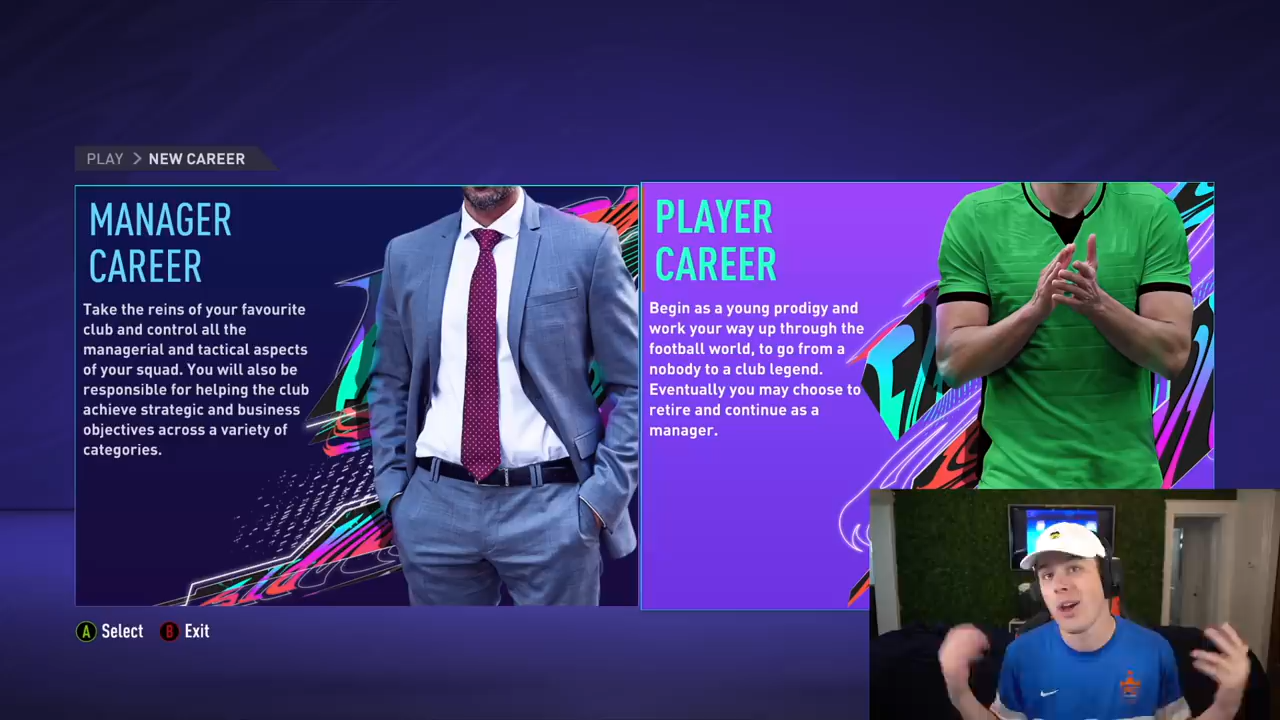 PLAY > NEW CAREER
MANAGER
CAREER
Take the reins of your favourite
club and control all the
managerial and tactical aspects
of your squad. You will also be
responsible for helping the club
achieve strategic and business
objectives across a variety of
categories.
PLAYER
CAREER
Begin as a young prodigy and
work your way up through the
football world, to go from a
nobody to a club legend.
Eventually you may choose to
retire and continue as a
manager.
A Select B Exit